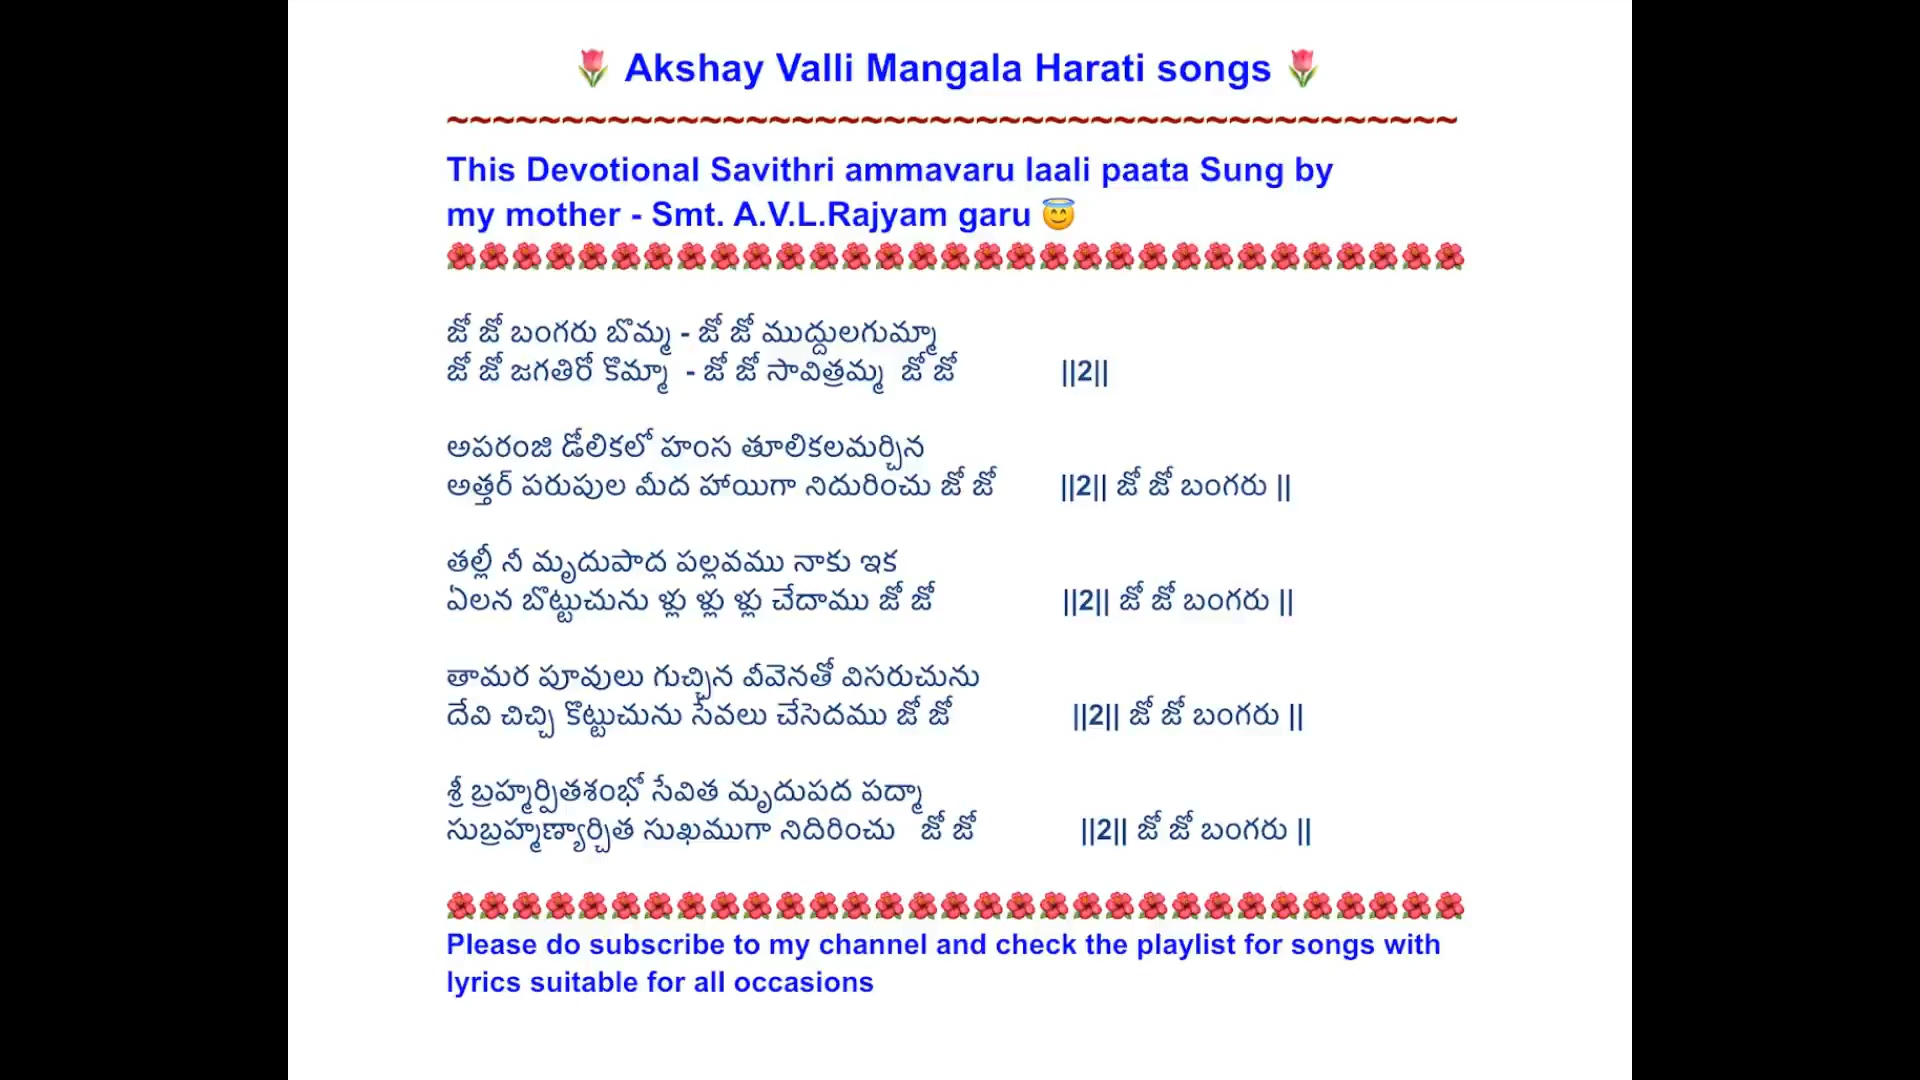 🌷 Akshay Valli Mangala Harati songs 🌷
~~~~~~~~~~~~~~~~~~~~~~~~~~~~~~~~~~~~~~~~~~~~
This Devotional Savithri ammavaru laali paata Sung by
my mother - Smt. A.V.L.Rajyam garu 😇
🌺🌺🌺🌺🌺🌺🌺🌺🌺🌺🌺🌺🌺🌺🌺🌺🌺🌺🌺🌺🌺🌺🌺🌺🌺🌺🌺🌺🌺🌺🌺
జో జో బంగరు బొమ్మ - జో జో ముద్దులగుమ్మా
జో జో జగతిరో కొమ్మా - జో జో సావిత్రమ్మ జో జో ||2||
అపరంజి డోలికలో హంస తూలికలమర్చిన
అత్తర్ పరుపుల మీద హాయిగా నిదురించు జో జో ||2|| జో జో బంగరు ||
తల్లీ నీ మృదుపాద పల్లవము నాకు ఇక
ఏలన బొట్టుచును ళ్లు ళ్లు ళ్లు చేదాము జో జో ||2|| జో జో బంగరు ||
తామర పూవులు గుచ్చిన వీవెనతో విసరుచును
దేవి చిచ్చి కొట్టుచును సేవలు చేసెదము జో జో ||2|| జో జో బంగరు ||
శ్రీ బ్రహ్మర్పితశంభో సేవిత మృదుపద పద్మా
సుబ్రహ్మణ్యార్చిత సుఖముగా నిదిరించు జో జో ||2|| జో జో బంగరు ||
🌺🌺🌺🌺🌺🌺🌺🌺🌺🌺🌺🌺🌺🌺🌺🌺🌺🌺🌺🌺🌺🌺🌺🌺🌺🌺🌺🌺🌺🌺🌺
Please do subscribe to my channel and check the playlist for songs with
lyrics suitable for all occasions